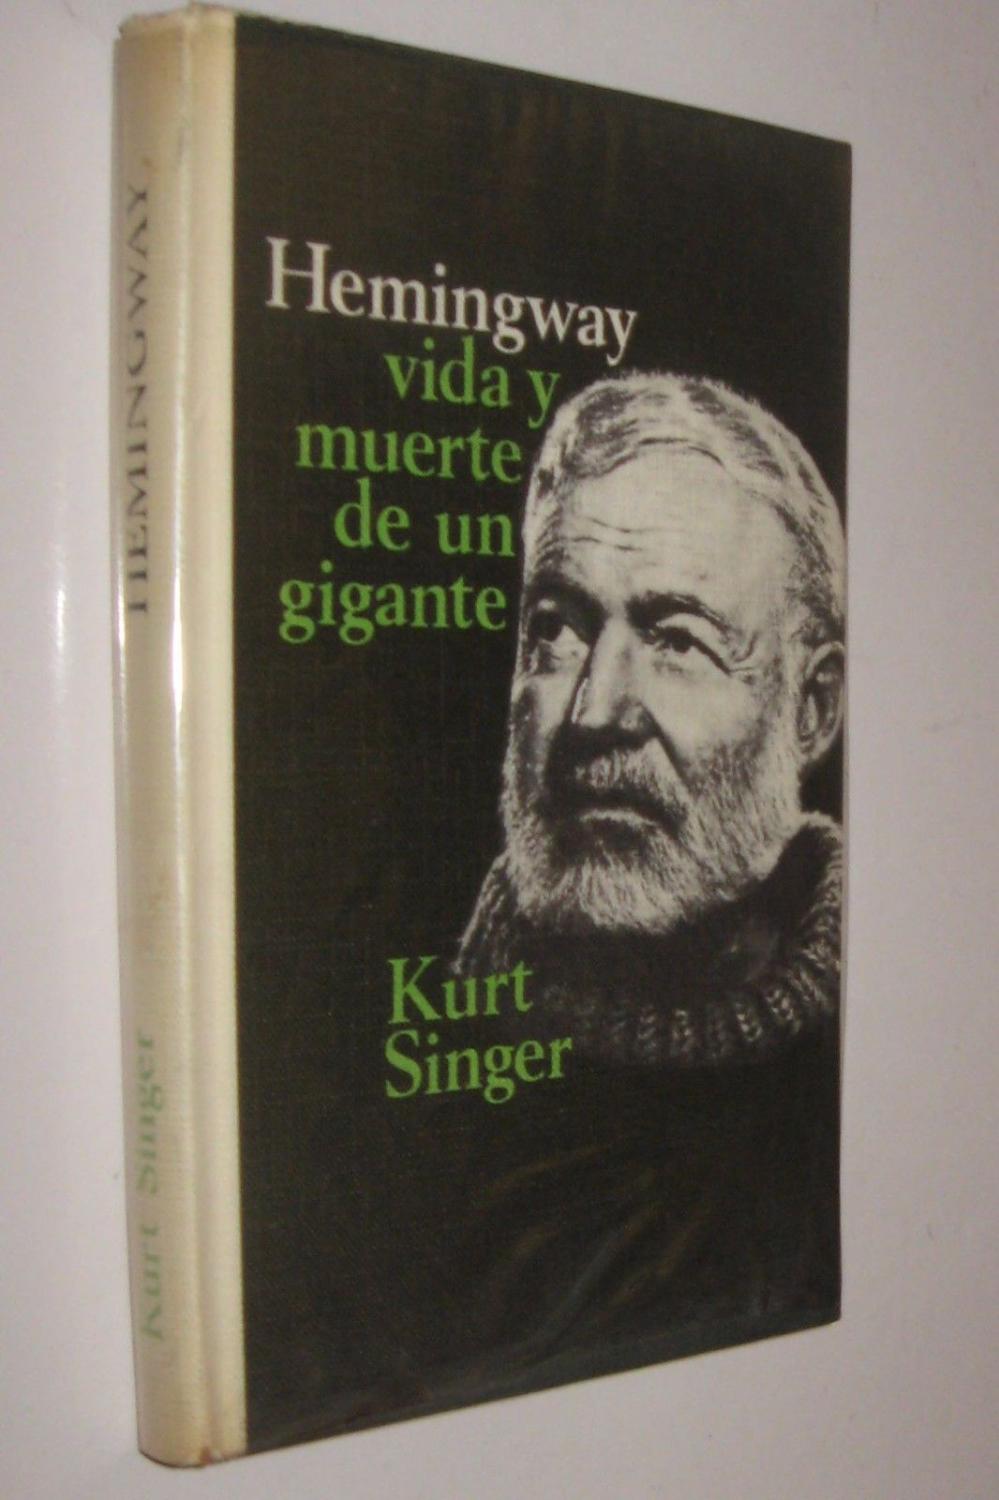 Hemingway
vida y
muerte
de un
gigante
Kurt
Singer
HEMINGWAY
Kurt Singer